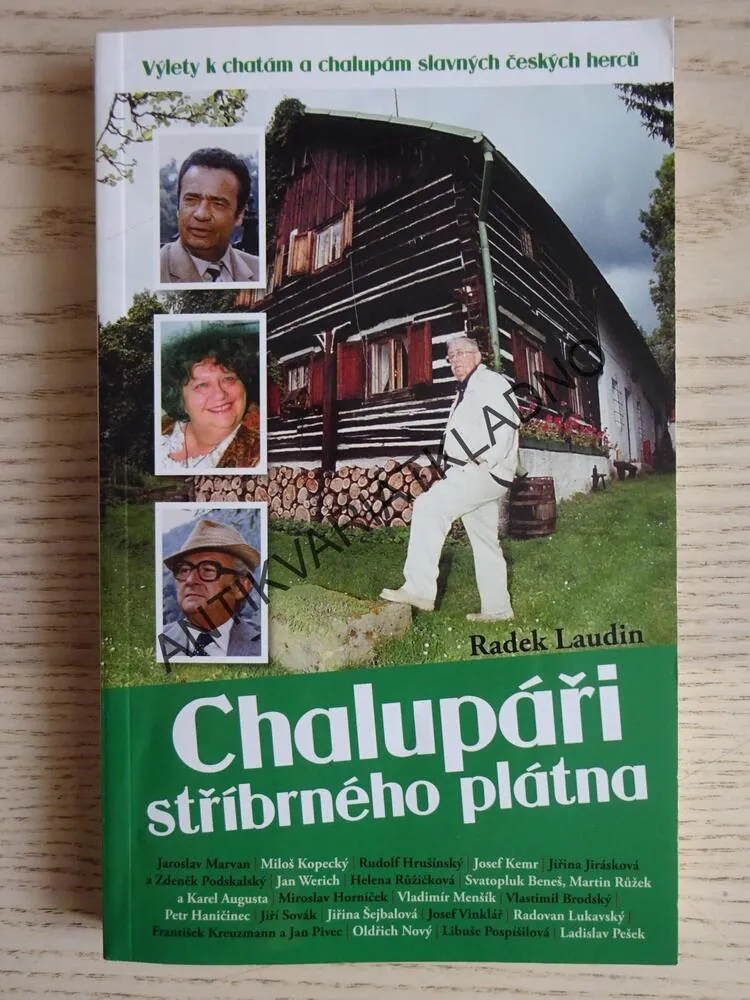 Výlety k chatám a chalupám slavných českých herců
ANTIKVARIÁTKLADNO
Radek Laudin
Chalupáři
stříbrného plátna
Jaroslav Marvan | Miloš Kopecký | Rudolf Hrušínský | Josef Kemr | Jiřina Jirásková
a Zdeněk Podskalský | Jan Werich | Helena Růžičková | Svatopluk Beneš, Martin Růžek
a Karel Augusta | Miroslav Horníček | Vladimír Menšík | Vlastimil Brodský |
Petr Haničinec | Jiří Sovák | Jiřina Šejbalová | Josef Vinklář | Radovan Lukavský |
František Kreuzmann a Jan Pivec | Oldřich Nový | Libuše Pospíšilová | Ladislav Pešek